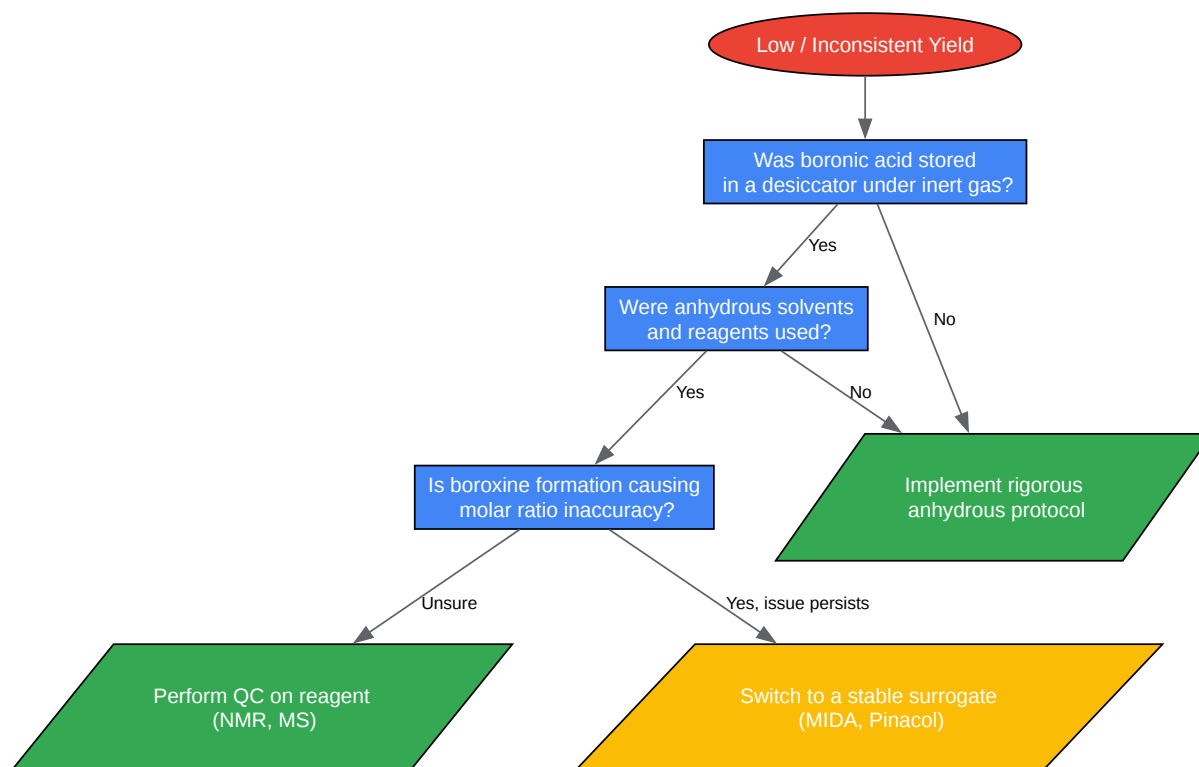 Low / Inconsistent Yield
Was boronic acid stored
in a desiccator under inert gas?
Yes
No
Were anhydrous solvents
and reagents used?
Yes
No
Is boroxine formation causing
molar ratio inaccuracy?
Implement rigorous
anhydrous protocol
Unsure
Yes, issue persists
Perform QC on reagent
(NMR, MS)
Switch to a stable surrogate
(MIDA, Pinacol)